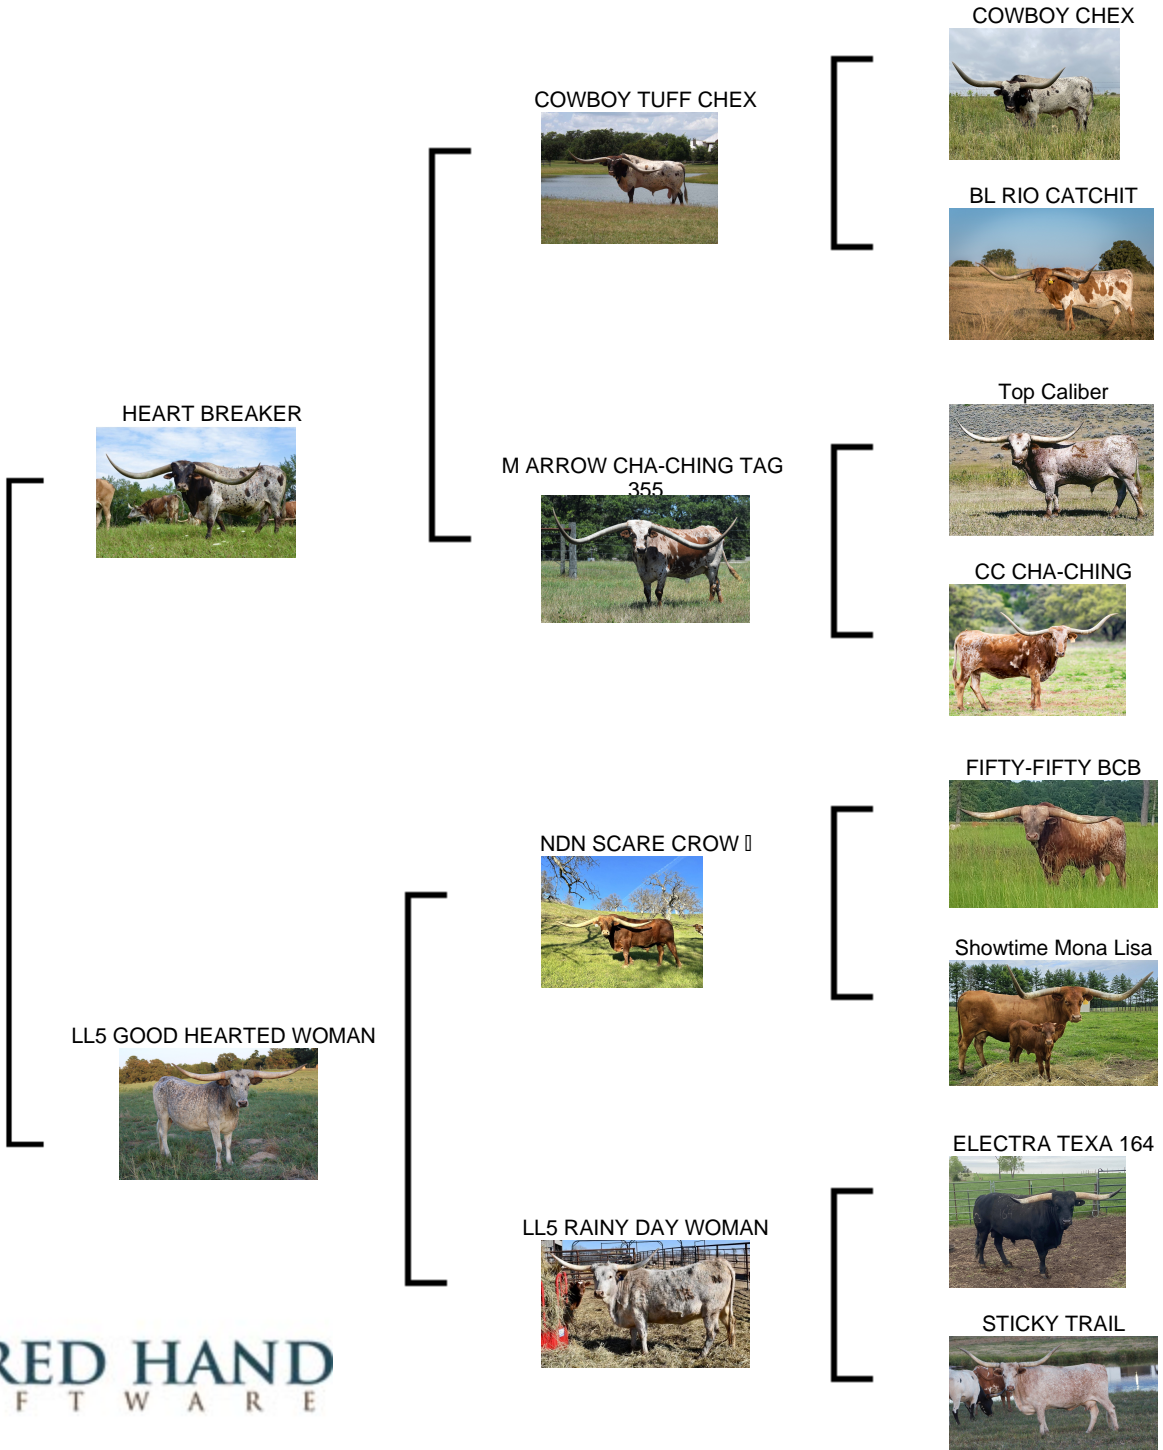 COWBOY CHEX
COWBOY TUFF CHEX
BL RIO CATCHIT
Top Caliber
HEART BREAKER
M ARROW CHA-CHING TAG
355
CC CHA-CHING
FIFTY-FIFTY BCB
NDN SCARE CROW
Showtime Mona Lisa
LL5 GOOD HEARTED WOMAN
ELECTRA TEXA 164
LL5 RAINY DAY WOMAN
STICKY TRAIL
RED HAND
F T W A R E